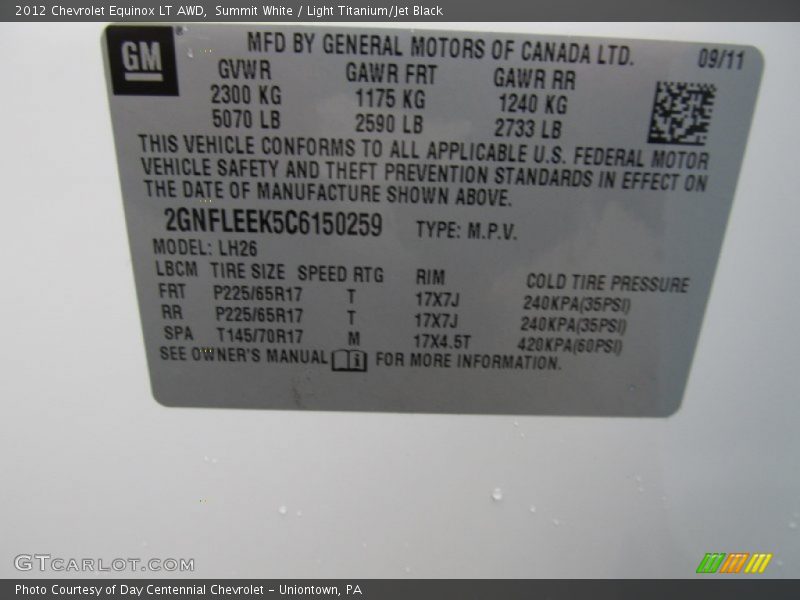 2012 Chevrolet Equinox LT AWD,  Summit White / Light Titanium/Jet Black
GM
MFD BY GENERAL MOTORS OF CANADA LTD. 09/11
GVWR GAWR FRT GAWR RR
2300 KG 1175 KG 1240 KG
5070 LB 2590 LB 2733 LB
THIS VEHICLE CONFORMS TO ALL APPLICABLE U.S. FEDERAL MOTOR
VEHICLE SAFETY AND THEFT PREVENTION STANDARDS IN EFFECT ON
THE DATE OF MANUFACTURE SHOWN ABOVE.
2GNFLEEK5C6150259 TYPE: M.P.V.
MODEL: LH26
LBCM TIRE SIZE SPEED RTG RIM COLD TIRE PRESSURE
FRT P225/65R17 T 17X7J 240KPA(35PSI)
RR P225/65R17 T 17X7J 240KPA(35PSI)
SPA T145/70R17 M 17X4.5T 420KPA(60PSI)
SEE OWNER'S MANUAL i FOR MORE INFORMATION.
GTCARLOT.COM
Photo Courtesy of Day Centennial Chevrolet - Uniontown, PA